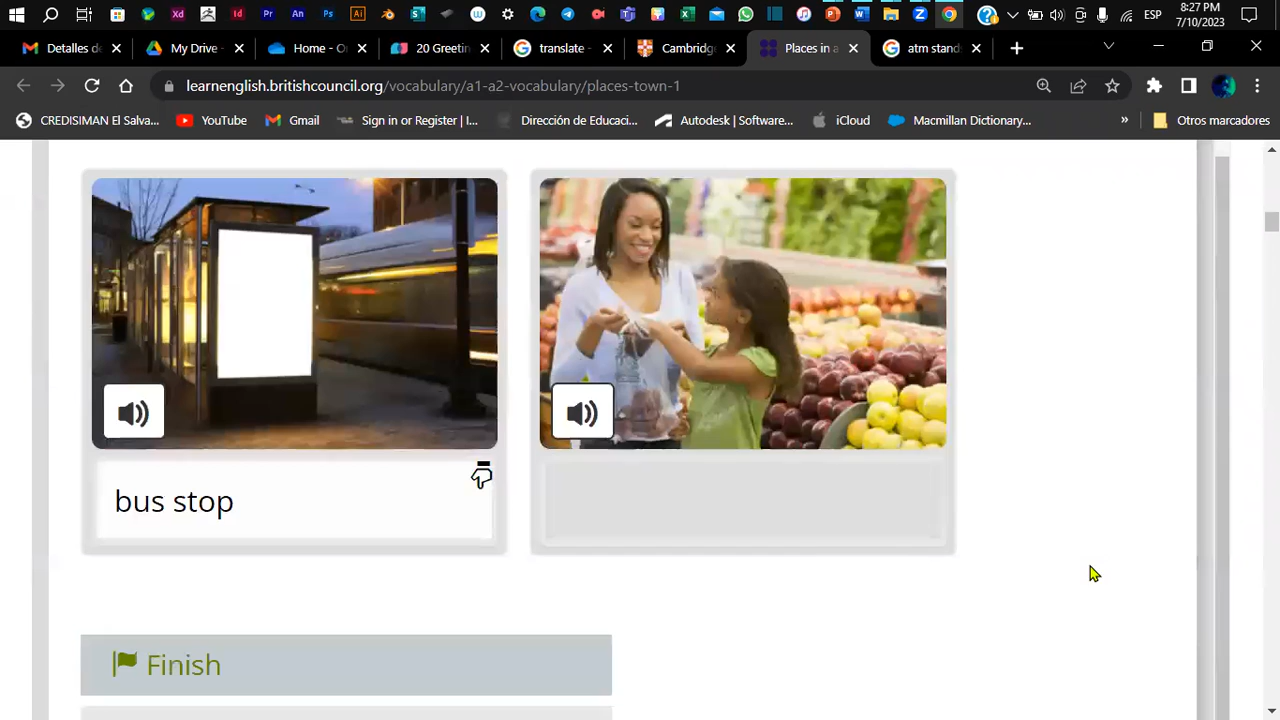 8:27 PM
ESP
7/10/2023
Detalles de
My Drive -
Home - On
20 Greetin
translate -
Cambridg
Places in a
atm stand
learnenglish.britishcouncil.org/vocabulary/a1-a2-vocabulary/places-town-1
CREDISIMAN El Salva...
YouTube
Gmail
Sign in or Register | I...
Dirección de Educaci...
Autodesk | Software...
iCloud
Macmillan Dictionary...
»
Otros marcadores
bus stop
Finish